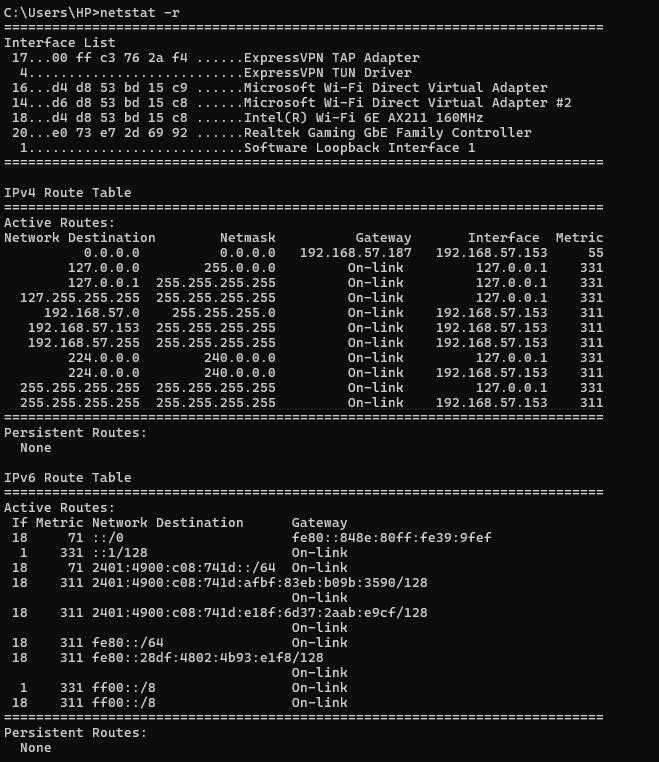 C:\Users\HP>netstat -r
===========================================================================
Interface List
 17...00 ff c3 76 2a f4 ......ExpressVPN TAP Adapter
  4...........................ExpressVPN TUN Driver
 16...d4 d8 53 bd 15 c9 ......Microsoft Wi-Fi Direct Virtual Adapter
 14...d6 d8 53 bd 15 c8 ......Microsoft Wi-Fi Direct Virtual Adapter #2
 18...d4 d8 53 bd 15 c8 ......Intel(R) Wi-Fi 6E AX211 160MHz
 20...e0 73 e7 2d 69 92 ......Realtek Gaming GbE Family Controller
  1...........................Software Loopback Interface 1
===========================================================================

IPv4 Route Table
===========================================================================
Active Routes:
Network Destination        Netmask          Gateway       Interface  Metric
          0.0.0.0          0.0.0.0   192.168.57.187   192.168.57.153     55
        127.0.0.0        255.0.0.0         On-link         127.0.0.1    331
        127.0.0.1  255.255.255.255         On-link         127.0.0.1    331
  127.255.255.255  255.255.255.255         On-link         127.0.0.1    331
     192.168.57.0    255.255.255.0         On-link    192.168.57.153    311
   192.168.57.153  255.255.255.255         On-link    192.168.57.153    311
   192.168.57.255  255.255.255.255         On-link    192.168.57.153    311
        224.0.0.0        240.0.0.0         On-link         127.0.0.1    331
        224.0.0.0        240.0.0.0         On-link    192.168.57.153    311
  255.255.255.255  255.255.255.255         On-link         127.0.0.1    331
  255.255.255.255  255.255.255.255         On-link    192.168.57.153    311
===========================================================================
Persistent Routes:
  None

IPv6 Route Table
===========================================================================
Active Routes:
 If Metric Network Destination      Gateway
 18     71 ::/0                     fe80::848e:80ff:fe39:9fef
  1    331 ::1/128                  On-link
 18     71 2401:4900:c08:741d::/64  On-link
 18    311 2401:4900:c08:741d:afbf:83eb:b09b:3590/128
                                    On-link
 18    311 2401:4900:c08:741d:e18f:6d37:2aab:e9cf/128
                                    On-link
 18    311 fe80::/64                On-link
 18    311 fe80::28df:4802:4b93:e1f8/128
                                    On-link
  1    331 ff00::/8                 On-link
 18    311 ff00::/8                 On-link
===========================================================================
Persistent Routes:
  None